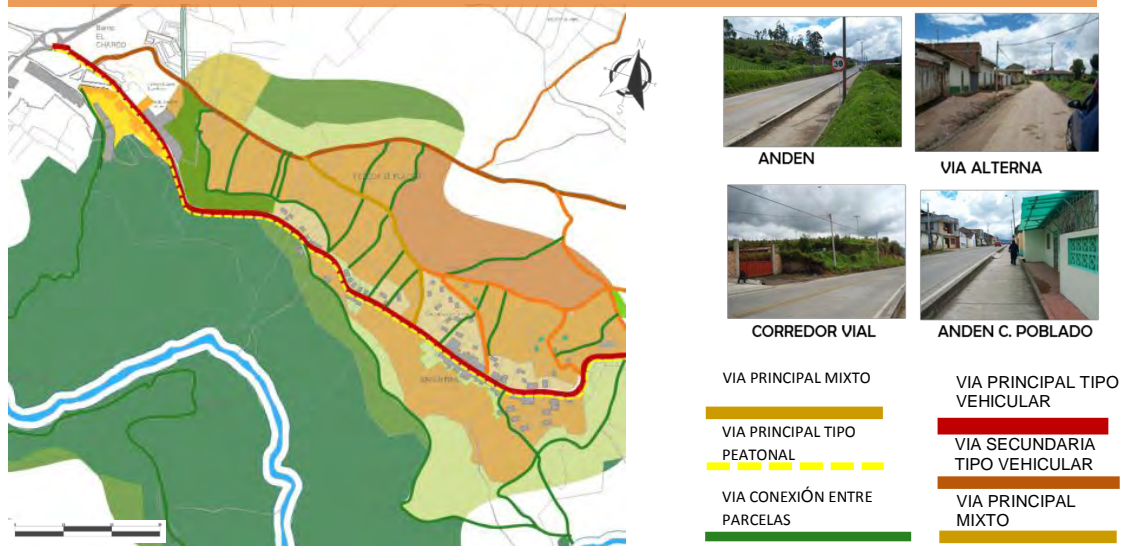 Barrio
EL
CHARCO
N
S
30
ANDEN
VIA ALTERNA
CORREDOR VIAL
ANDEN C. POBLADO
VIA PRINCIPAL MIXTO
VIA PRINCIPAL TIPO
PEATONAL
VIA CONEXIÓN ENTRE
PARCELAS
VIA PRINCIPAL TIPO
VEHICULAR
VIA SECUNDARIA
TIPO VEHICULAR
VIA PRINCIPAL
MIXTO